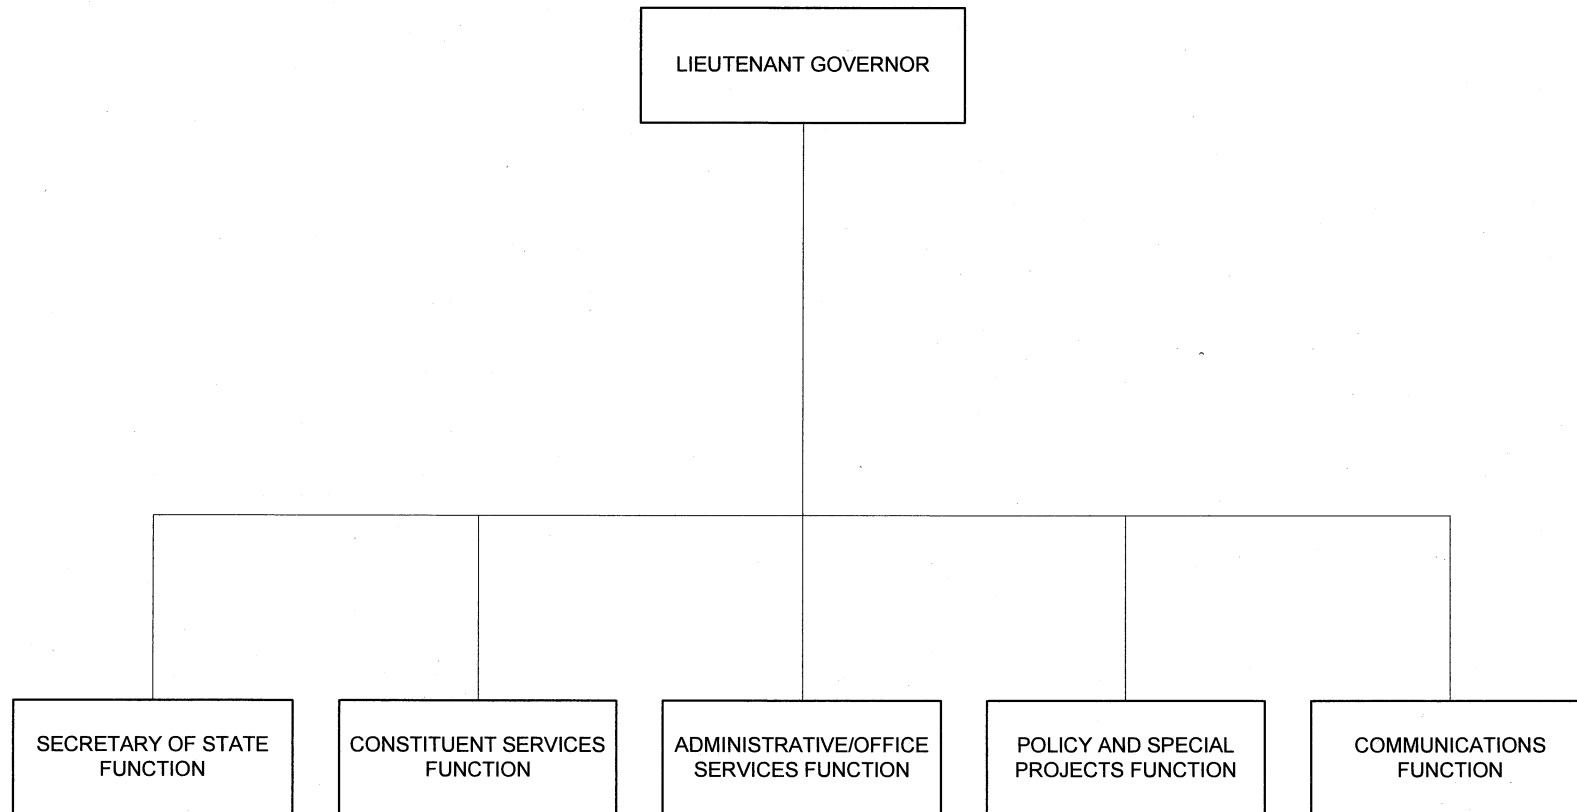 LIEUTENANT GOVERNOR
SECRETARY OF STATE
FUNCTION
CONSTITUENT SERVICES
FUNCTION
ADMINISTRATIVE/OFFICE
SERVICES FUNCTION
POLICY AND SPECIAL
PROJECTS FUNCTION
COMMUNICATIONS
FUNCTION